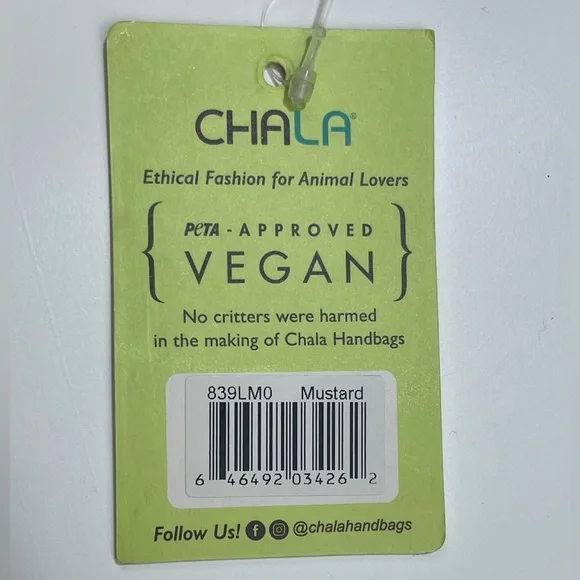 CHALA®
Ethical Fashion for Animal Lovers
PETA - APPROVED
VEGAN
No critters were harmed
in the making of Chala Handbags
839LM0 Mustard
6 46492 03426 2
Follow Us! @chalahandbags